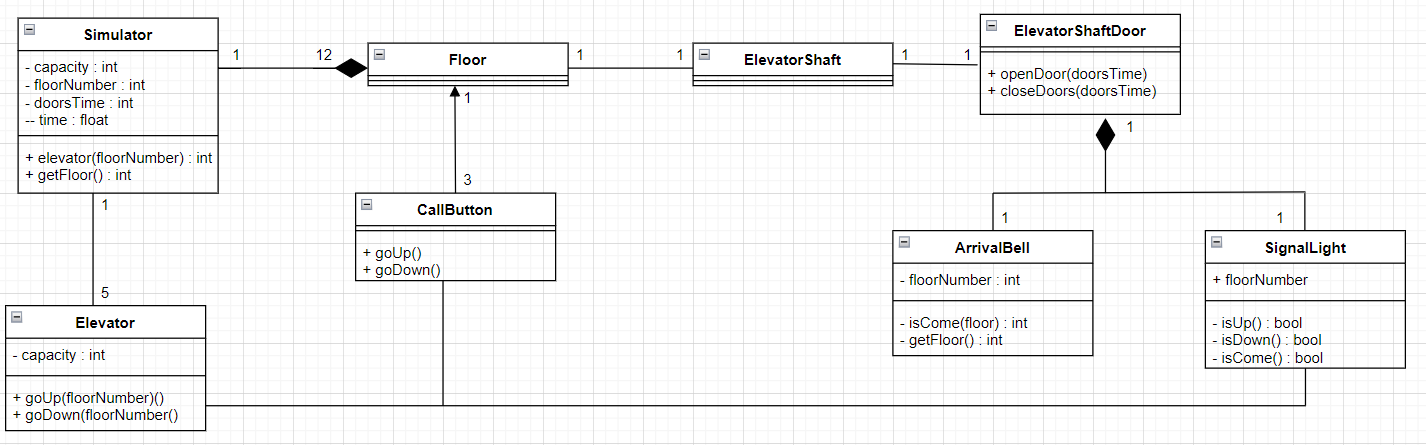 Simulator
- capacity : int
- floorNumber : int
- doorsTime : int
-- time : float
+ elevator(floorNumber) : int
+ getFloor() : int
1
12
Floor
1
1
ElevatorShaft
1
1
ElevatorShaftDoor
+ openDoor(doorsTime)
+ closeDoors(doorsTime)
1
1
3
CallButton
+ goUp()
+ goDown()
1
5
Elevator
- capacity : int
+ goUp(floorNumber)()
+ goDown(floorNumber()
1
ArrivalBell
- floorNumber : int
- isCome(floor) : int
- getFloor() : int
1
SignalLight
+ floorNumber
- isUp() : bool
- isDown() : bool
- isCome() : bool